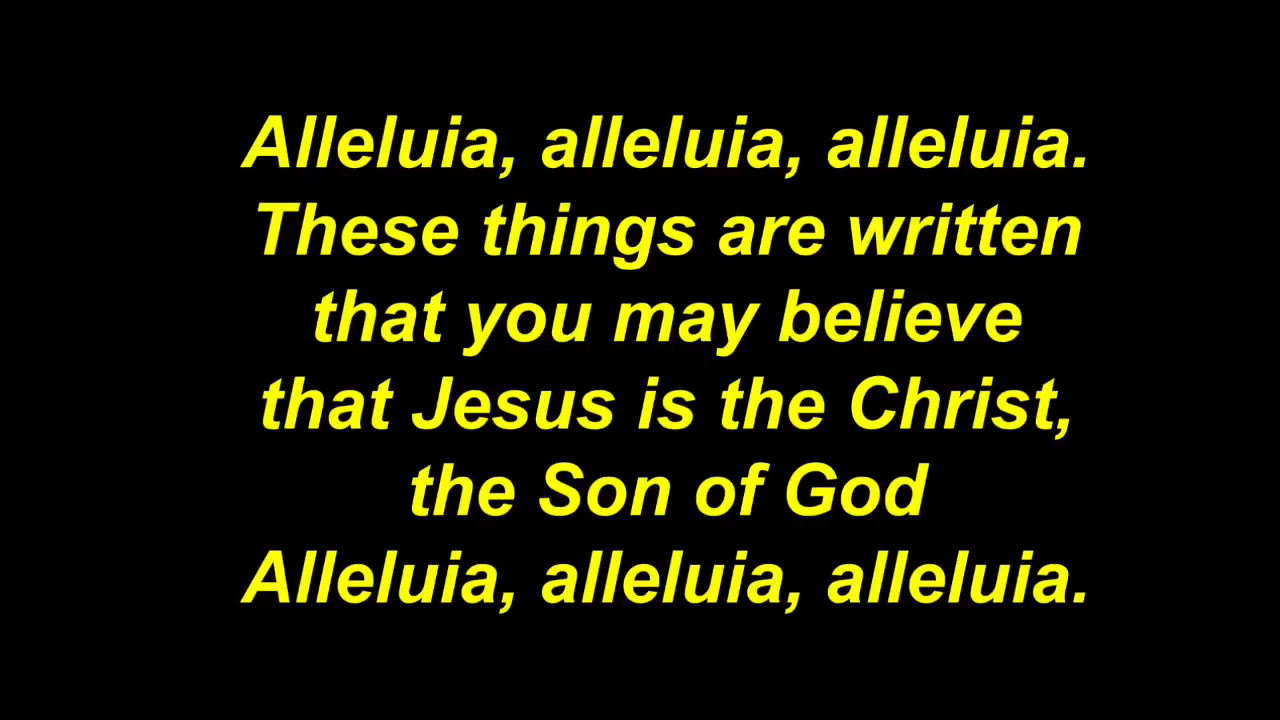 Alleluia, alleluia, alleluia.
These things are written
that you may believe
that Jesus is the Christ,
the Son of God
Alleluia, alleluia, alleluia.